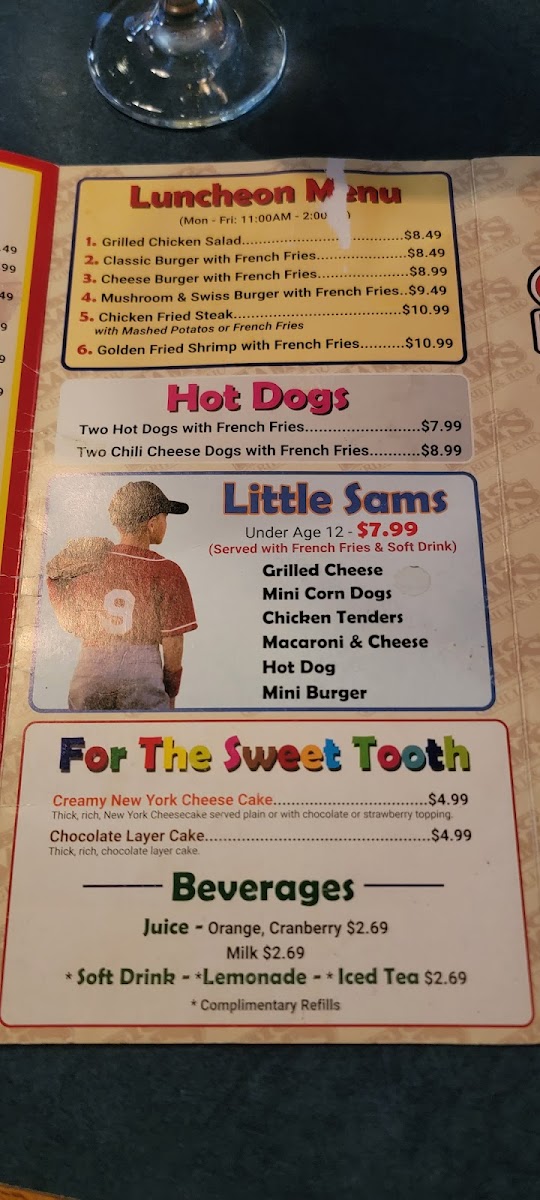 .49
.99
49
9
9
Luncheon Menu
(Mon - Fri: 11:00AM - 2:00 )
1. Grilled Chicken Salad.......................................$8.49
2. Classic Burger with French Fries...................$8.49
3. Cheese Burger with French Fries...................$8.99
4. Mushroom & Swiss Burger with French Fries..$9.49
5. Chicken Fried Steak.......................................$10.99
with Mashed Potatos or French Fries
6. Golden Fried Shrimp with French Fries..........$10.99
Hot Dogs
Two Hot Dogs with French Fries.........................$7.99
Two Chili Cheese Dogs with French Fries...........$8.99
Little Sams
Under Age 12 - $7.99
(Served with French Fries & Soft Drink)
Grilled Cheese
Mini Corn Dogs
Chicken Tenders
Macaroni & Cheese
Hot Dog
Mini Burger
9
For The Sweet Tooth
Creamy New York Cheese Cake.................................$4.99
Thick, rich, New York Cheesecake served plain or with chocolate or strawberry topping.
Chocolate Layer Cake................................................$4.99
Thick, rich, chocolate layer cake.
Beverages
Juice - Orange, Cranberry $2.69
Milk $2.69
* Soft Drink - *Lemonade - * Iced Tea $2.69
* Complimentary Refills